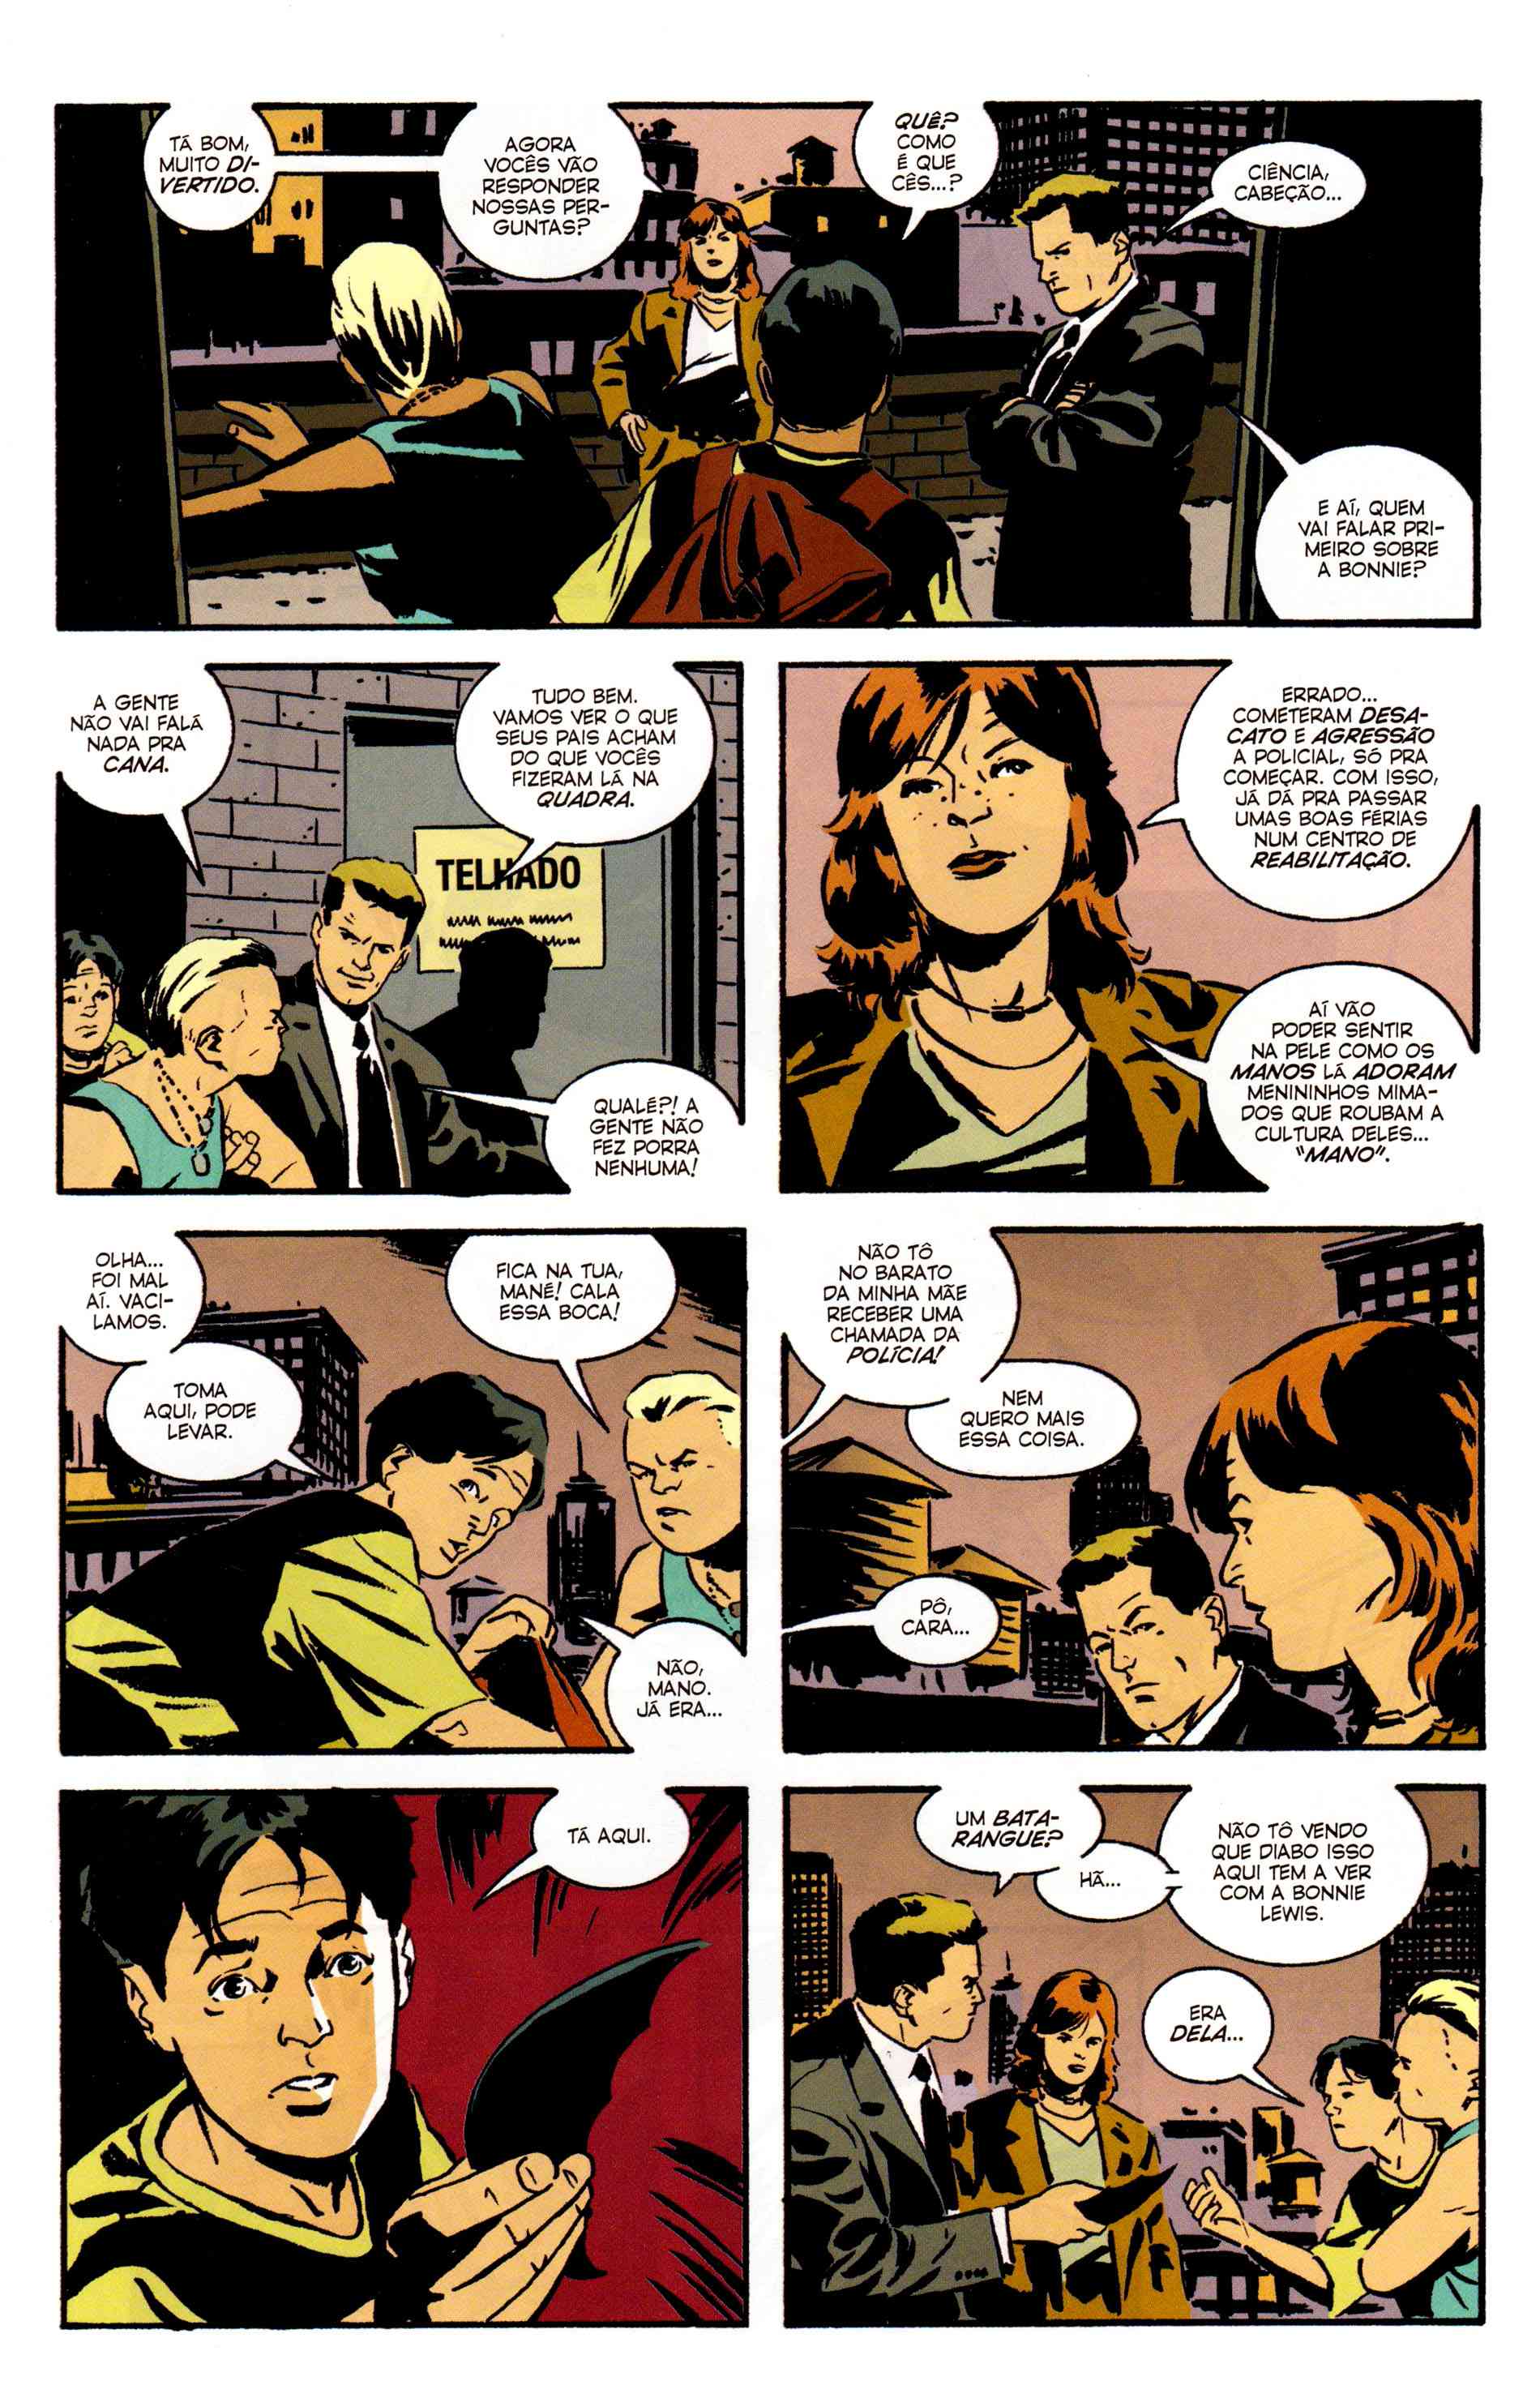 TÁ BOM,
MUITO DI-
VERTIDO.
AGORA
VOCÊS VÃO
RESPONDER
NOSSAS PER-
GUNTAS?
QUÊ?
COMO
É QUE
CÊS...?
CIÊNCIA,
CABEÇÃO...
E AÍ, QUEM
VAI FALAR PRI-
MEIRO SOBRE
A BONNIE?
A GENTE
NÃO VAI FALÁ
NADA PRA
CANA.
TUDO BEM.
VAMOS VER O QUE
SEUS PAIS ACHAM
DO QUE VOCÊS
FIZERAM LÁ NA
QUADRA.
TELHADO
QUALÉ?! A
GENTE NÃO
FEZ PORRA
NENHUMA!
ERRADO...
COMETERAM DESA-
CATO E AGRESSÃO
A POLICIAL, SÓ PRA
COMEÇAR. COM ISSO,
JÁ DÁ PRA PASSAR
UMAS BOAS FÉRIAS
NUM CENTRO DE
REABILITAÇÃO.
AÍ VÃO
PODER SENTIR
NA PELE COMO OS
MANOS LÁ ADORAM
MENININHOS MIMA-
DOS QUE ROUBAM A
CULTURA DELES...
"MANO".
OLHA...
FOI MAL
AÍ. VACI-
LAMOS.
TOMA
AQUI, PODE
LEVAR.
FICA NA TUA,
MANÉ! CALA
ESSA BOCA!
NÃO,
MANO.
JÁ ERA...
NÃO TÔ
NO BARATO
DA MINHA MÃE
RECEBER UMA
CHAMADA DA
POLÍCIA!
NEM
QUERO MAIS
ESSA COISA.
PÔ,
CARA...
TÁ AQUI.
UM BATA-
RANGUE?
HÃ...
NÃO TÔ VENDO
QUE DIABO ISSO
AQUI TEM A VER
COM A BONNIE
LEWIS.
ERA
DELA...